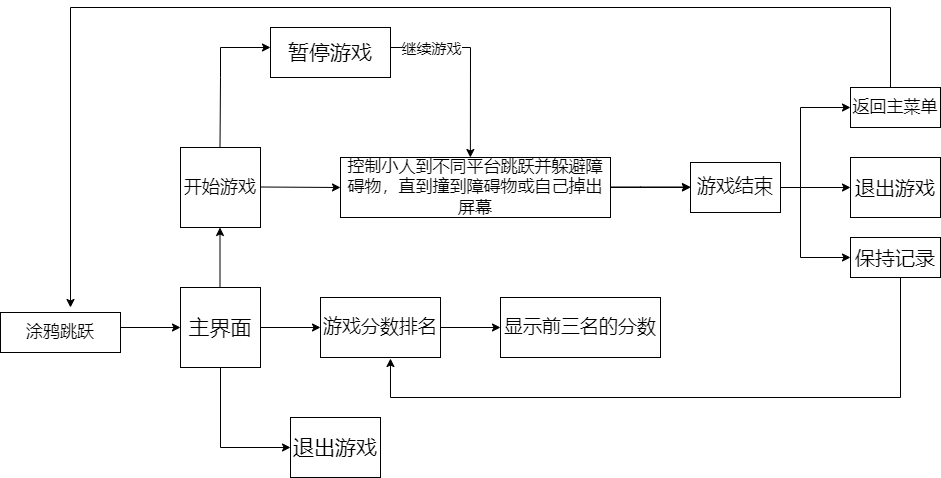 暂停游戏
继续游戏
返回主菜单
开始游戏
控制小人到不同平台跳跃并躲避障
碍物，直到撞到障碍物或自己掉出
屏幕
游戏结束
退出游戏
保持记录
涂鸦跳跃
主界面
游戏分数排名
显示前三名的分数
退出游戏